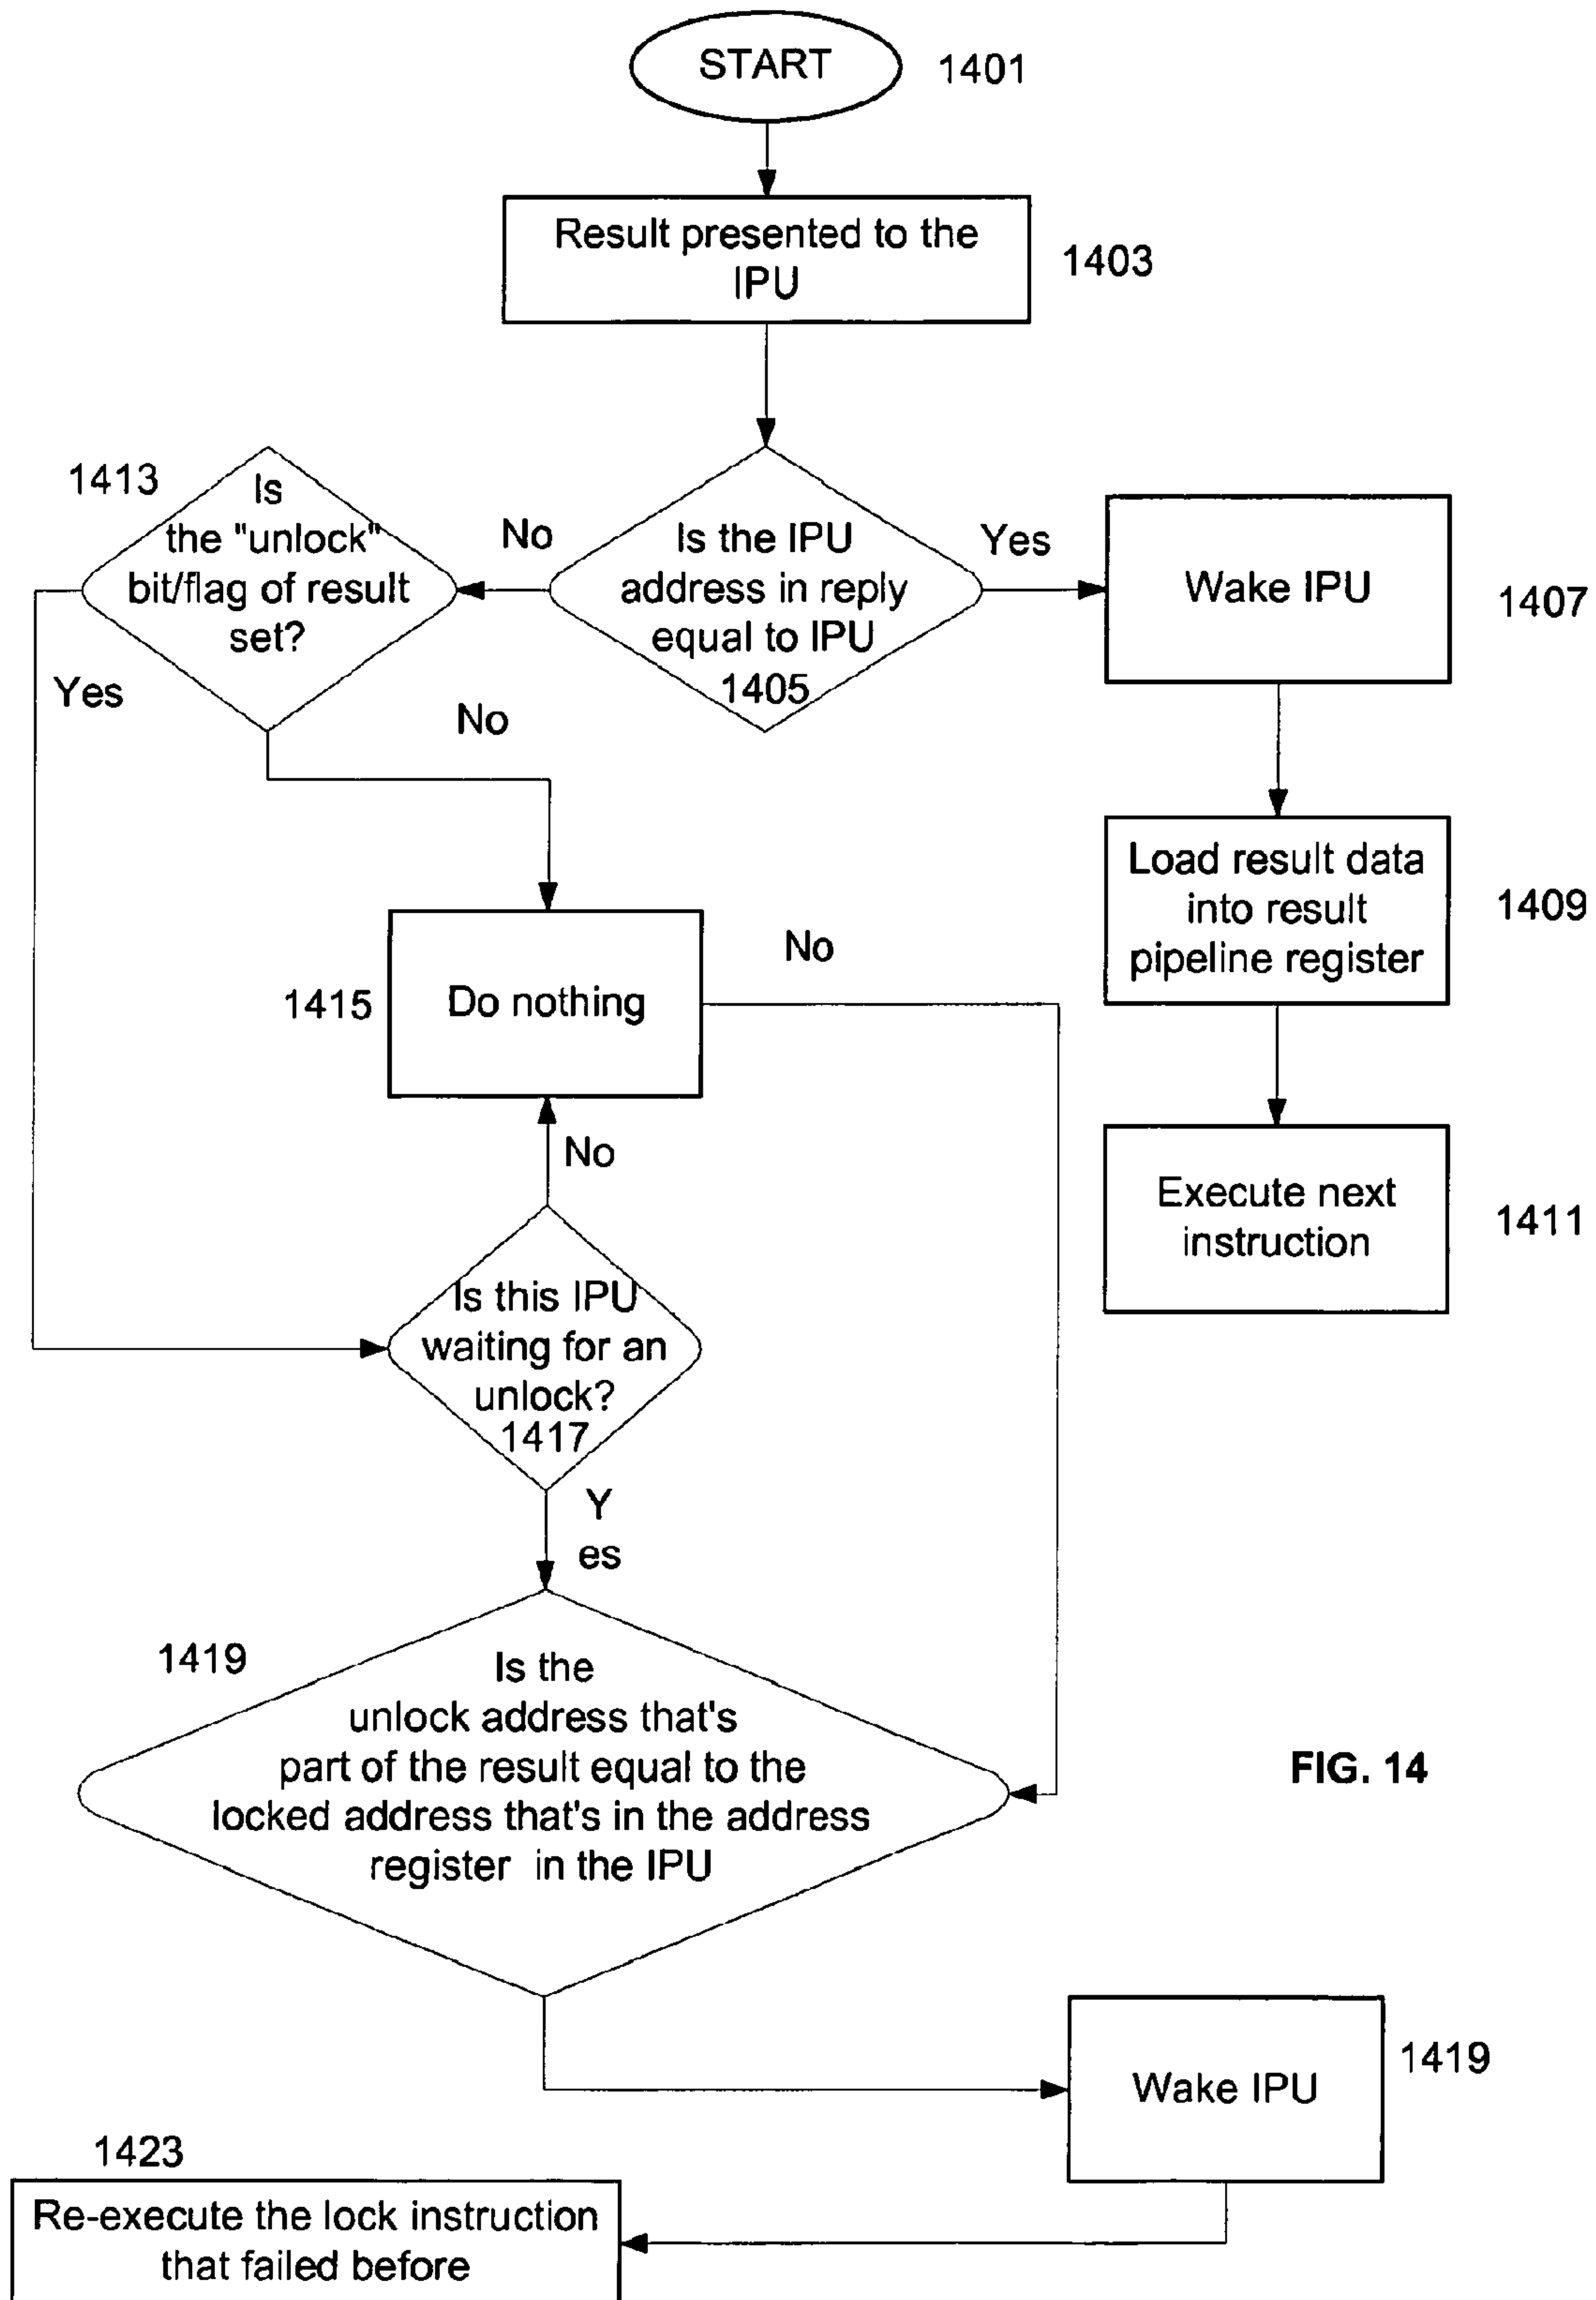 START
1401
Result presented to the
IPU
1403
1413
Is
the "unlock"
bit/flag of result
set?
No
Is the IPU
address in reply
equal to IPU
1405
Yes
Wake IPU
1407
Yes
No
Load result data
into result
pipeline register
1409
No
1415
Do nothing
No
Execute next
instruction
1411
Is this IPU
waiting for an
unlock?
1417
Y
es
1419
Is the
unlock address that's
part of the result equal to the
locked address that's in the address
register in the IPU
FIG. 14
Wake IPU
1419
1423
Re-execute the lock instruction
that failed before